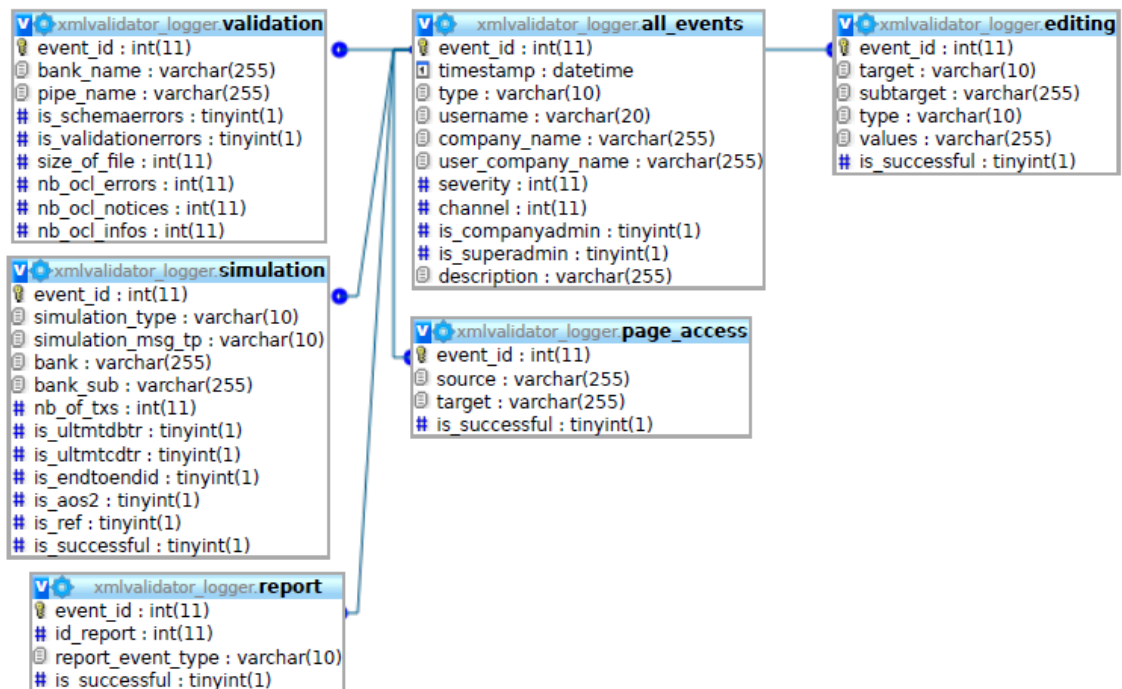 xmlvalidator_logger.validation
event_id : int(11)
bank_name : varchar(255)
pipe_name : varchar(255)
# is_schemaerrors : tinyint(1)
# is_validationerrors : tinyint(1)
# size_of_file : int(11)
# nb_ocl_errors : int(11)
# nb_ocl_notices : int(11)
# nb_ocl_infos : int(11)
xmlvalidator_logger.all_events
event_id : int(11)
timestamp : datetime
type : varchar(10)
username : varchar(20)
company_name : varchar(255)
user_company_name : varchar(255)
# severity : int(11)
# channel : int(11)
# is_companyadmin : tinyint(1)
# is_superadmin : tinyint(1)
description : varchar(255)
xmlvalidator_logger.editing
event_id : int(11)
target : varchar(10)
subtarget : varchar(255)
type : varchar(10)
values : varchar(255)
# is_successful : tinyint(1)
xmlvalidator_logger.simulation
event_id : int(11)
simulation_type : varchar(10)
simulation_msg_tp : varchar(10)
bank : varchar(255)
bank_sub : varchar(255)
# nb_of_txs : int(11)
# is_ultmtdbtr : tinyint(1)
# is_ultmtcdtr : tinyint(1)
# is_endtoendid : tinyint(1)
# is_aos2 : tinyint(1)
# is_ref : tinyint(1)
# is_successful : tinyint(1)
xmlvalidator_logger.page_access
event_id : int(11)
source : varchar(255)
target : varchar(255)
# is_successful : tinyint(1)
xmlvalidator_logger.report
event_id : int(11)
# id_report : int(11)
report_event_type : varchar(10)
# is_successful : tinyint(1)